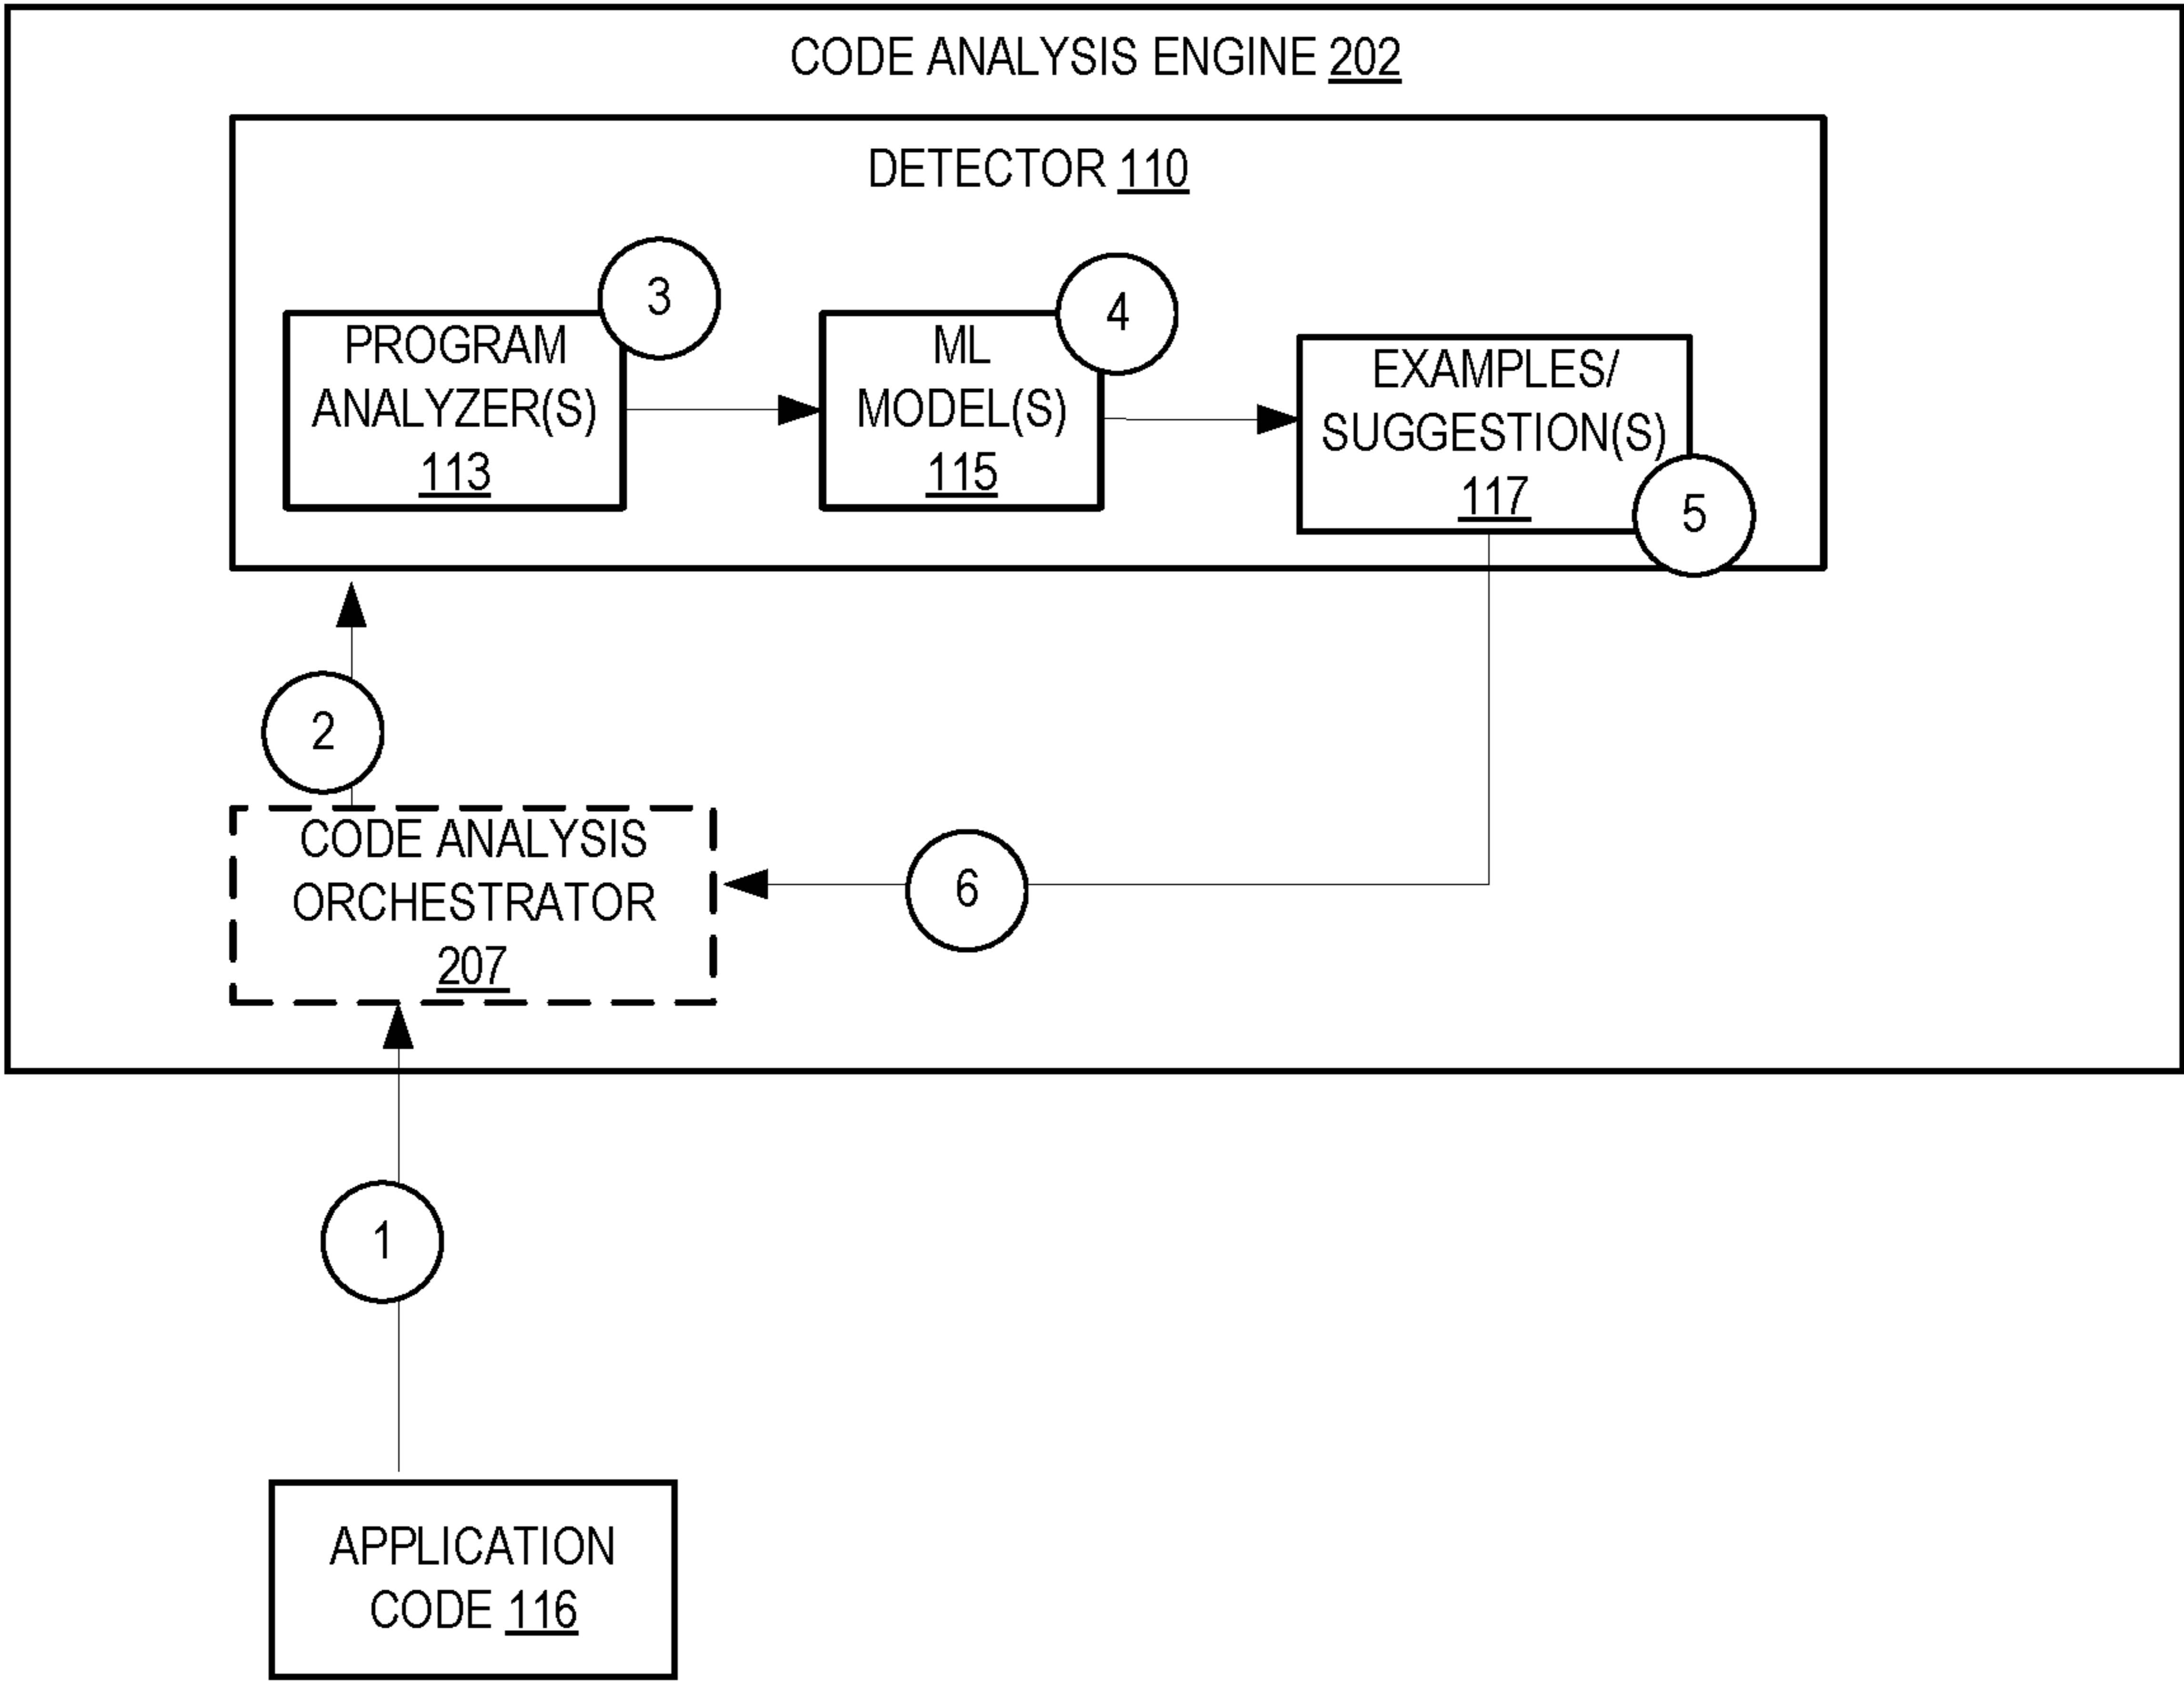 CODE ANALYSIS ENGINE 202
DETECTOR 110
3
4
PROGRAM
ANALYZER(S)
113
ML
MODEL(S)
115
EXAMPLES/
SUGGESTION(S)
117
5
2
CODE ANALYSIS
ORCHESTRATOR
207
6
1
APPLICATION
CODE 116